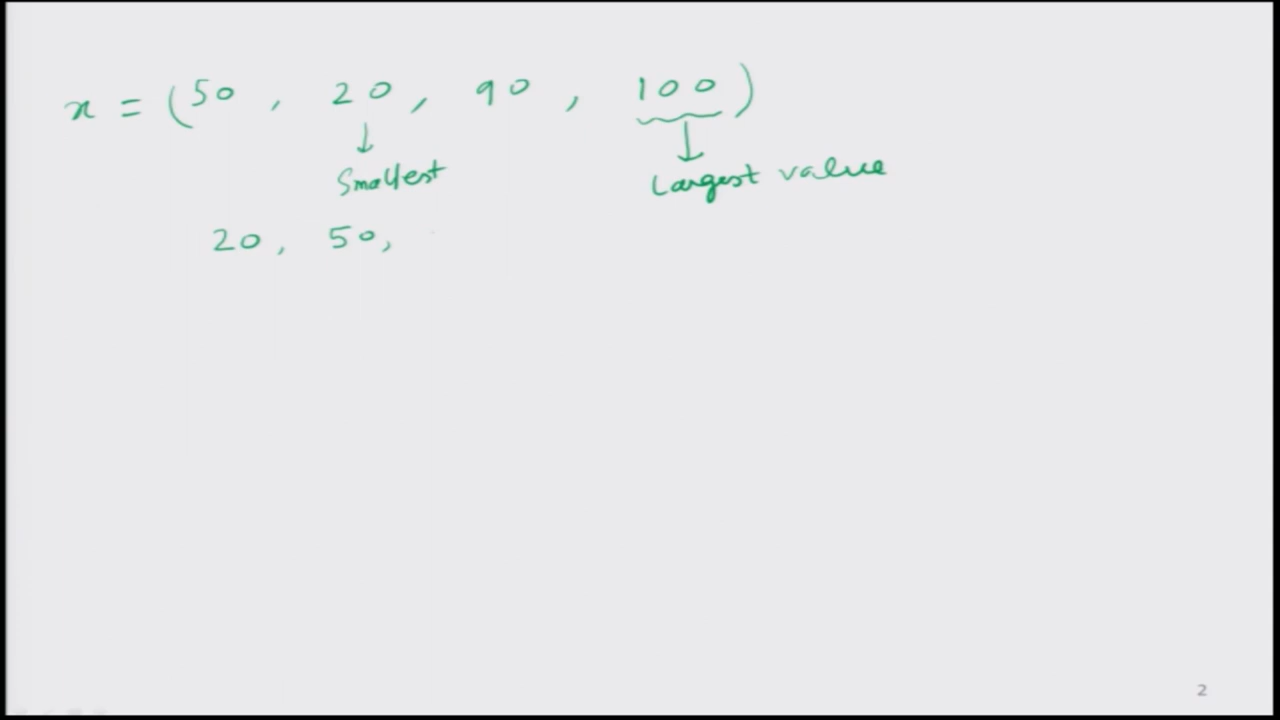 x = (50 , 20 , 90 , 100)
Smallest
Largest value
20 , 50,
2